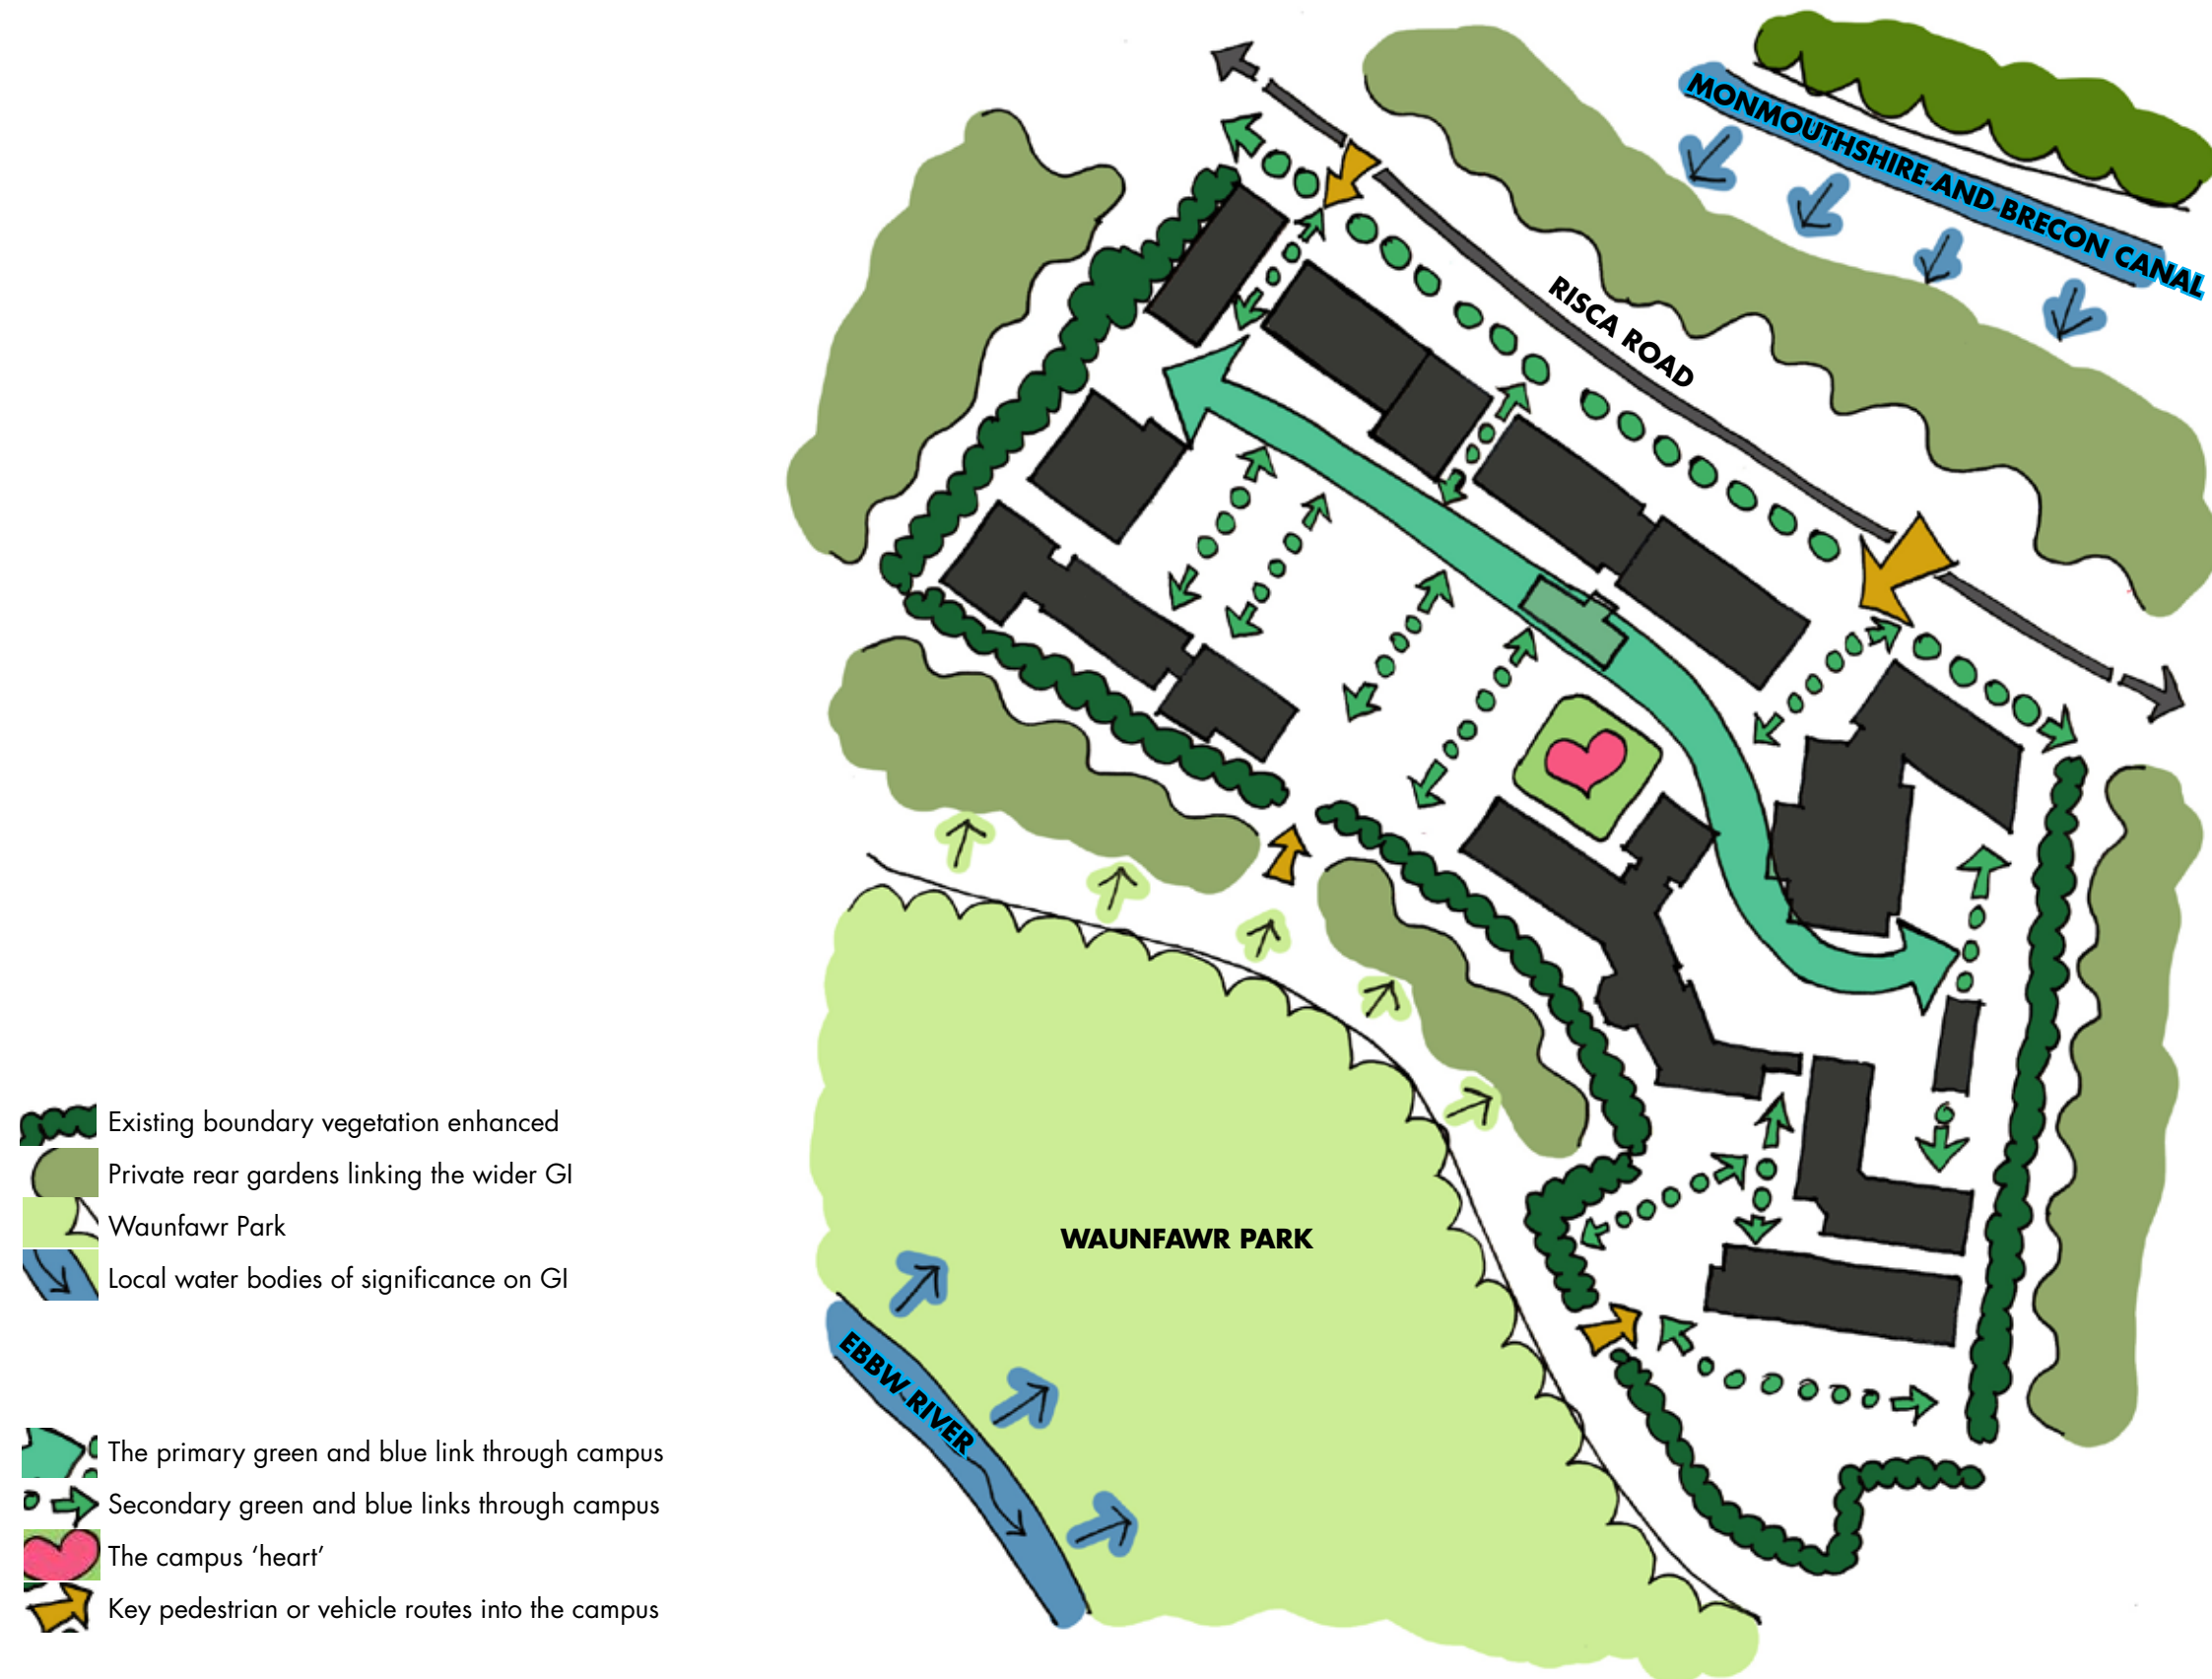 MONMOUTHSHIRE AND BRECON CANAL
RISCA ROAD
WAUNFAWR PARK
EBBW RIVER
Existing boundary vegetation enhanced
Private rear gardens linking the wider GI
Waunfawr Park
Local water bodies of significance on GI
The primary green and blue link through campus
Secondary green and blue links through campus
The campus ‘heart’
Key pedestrian or vehicle routes into the campus